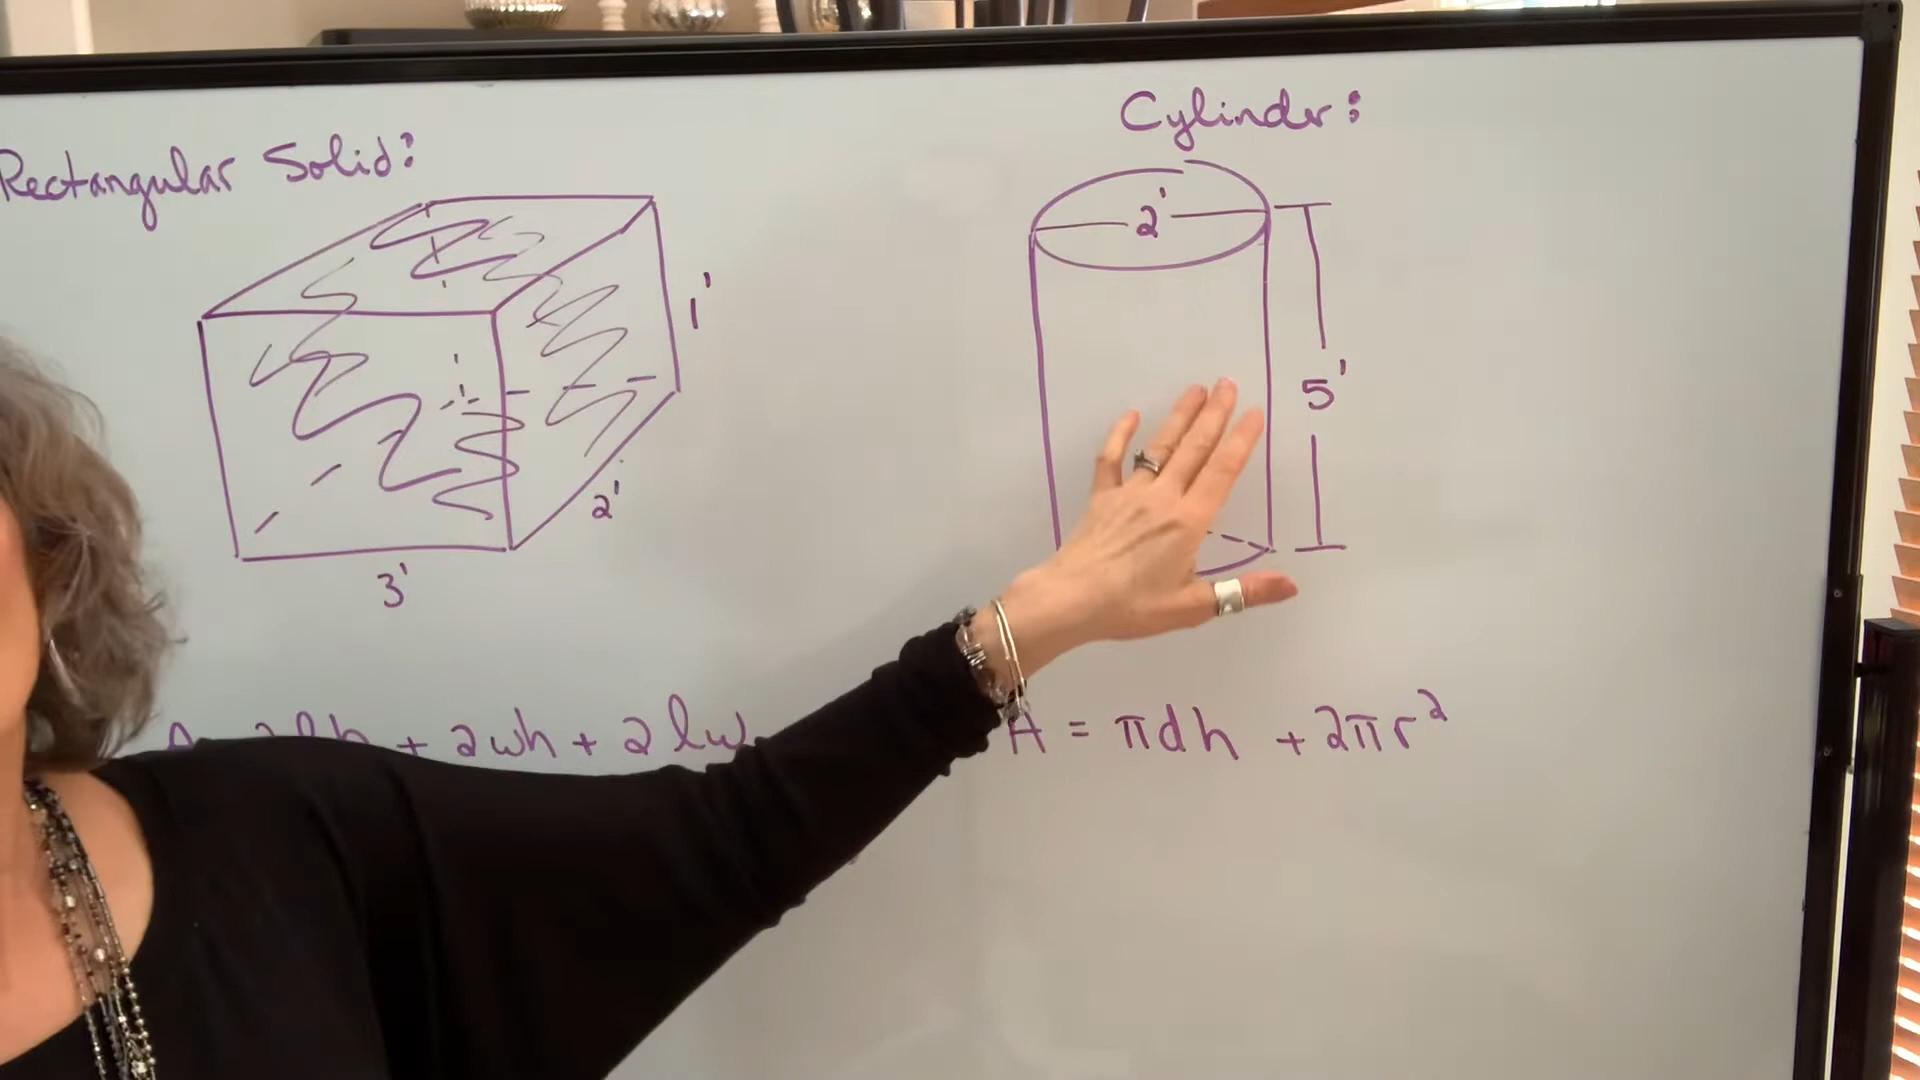 Rectangular Solid:
1'
2'
3'
+ 2wh + 2lw
Cylinder:
2'
5'
A = πdh + 2πr²